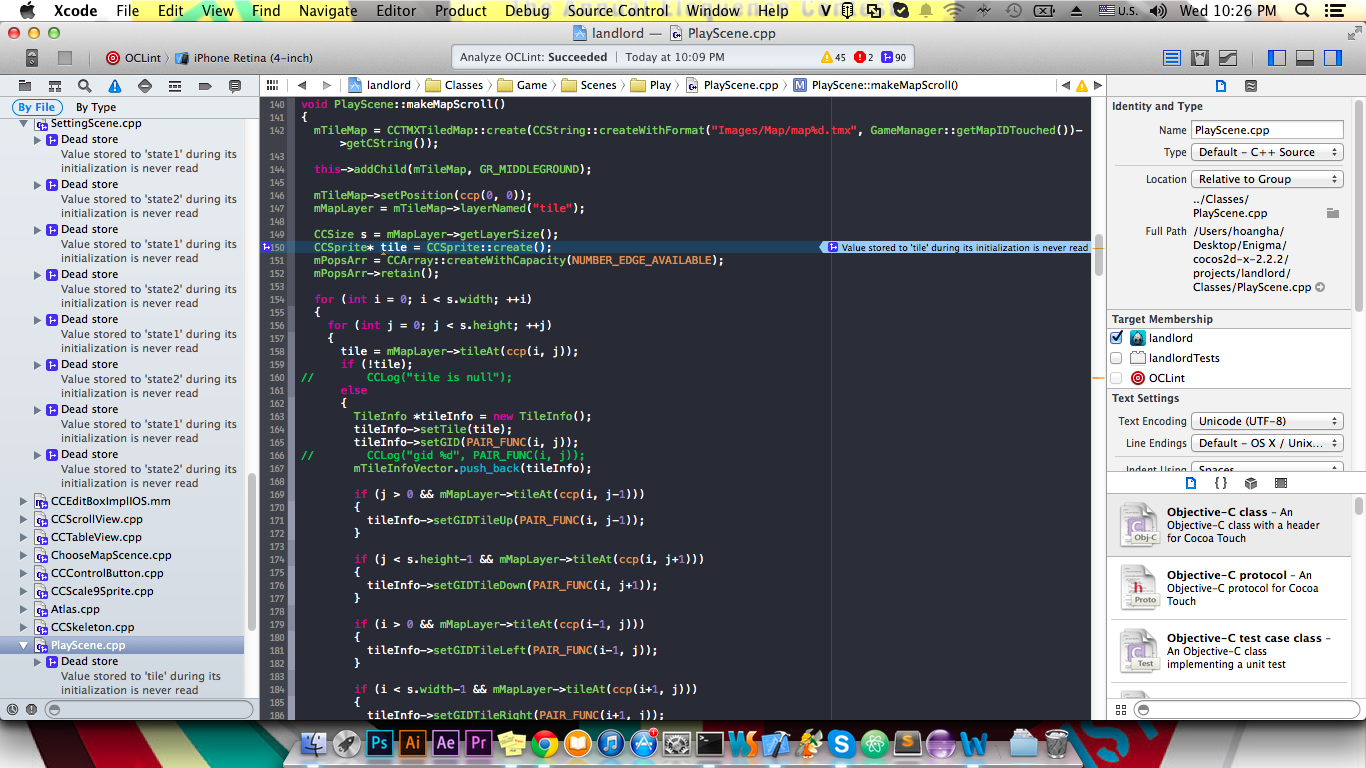 Xcode File Edit View Find Navigate Editor Product Debug Source Control Window Help U.S. Wed 10:26 PM
landlord — PlayScene.cpp
OCLint iPhone Retina (4-inch)
Analyze OCLint: Succeeded | Today at 10:09 PM 45 2 90
landlord Classes Game Scenes Play PlayScene.cpp PlayScene::makeMapScroll()
By File By Type
SettingScene.cpp
Dead store
Value stored to 'state1' during its
initialization is never read
Dead store
Value stored to 'state2' during its
initialization is never read
Dead store
Value stored to 'state1' during its
initialization is never read
Dead store
Value stored to 'state2' during its
initialization is never read
Dead store
Value stored to 'state1' during its
initialization is never read
Dead store
Value stored to 'state2' during its
initialization is never read
Dead store
Value stored to 'state1' during its
initialization is never read
Dead store
Value stored to 'state2' during its
initialization is never read
CCEditBoxImplIOS.mm
CCScrollView.cpp
CCTableView.cpp
ChooseMapScence.cpp
CCControlButton.cpp
CCScale9Sprite.cpp
Atlas.cpp
CCSkeleton.cpp
PlayScene.cpp
Dead store
Value stored to 'tile' during its
initialization is never read
140 void PlayScene::makeMapScroll()
141 {
142 mTileMap = CCTMXTiledMap::create(CCString::createWithFormat("Images/Map/map%d.tmx", GameManager::getMapIDTouched())-
>getCString());
143
144 this->addChild(mTileMap, GR_MIDDLEGROUND);
145
146 mTileMap->setPosition(ccp(0, 0));
147 mMapLayer = mTileMap->layerNamed("tile");
148
149 CCSize s = mMapLayer->getLayerSize();
150 CCSprite* tile = CCSprite::create(); Value stored to 'tile' during its initialization is never read
151 mPopsArr = CCArray::createWithCapacity(NUMBER_EDGE_AVAILABLE);
152 mPopsArr->retain();
153
154 for (int i = 0; i < s.width; ++i)
155 {
156 for (int j = 0; j < s.height; ++j)
157 {
158 tile = mMapLayer->tileAt(ccp(i, j));
159 if (!tile);
160 // CCLog("tile is null");
161 else
162 {
163 TileInfo *tileInfo = new TileInfo();
164 tileInfo->setTile(tile);
165 tileInfo->setGID(PAIR_FUNC(i, j));
166 // CCLog("gid %d", PAIR_FUNC(i, j));
167 mTileInfoVector.push_back(tileInfo);
168
169 if (j > 0 && mMapLayer->tileAt(ccp(i, j-1)))
170 {
171 tileInfo->setGIDTileUp(PAIR_FUNC(i, j-1));
172 }
173
174 if (j < s.height-1 && mMapLayer->tileAt(ccp(i, j+1)))
175 {
176 tileInfo->setGIDTileDown(PAIR_FUNC(i, j+1));
177 }
178
179 if (i > 0 && mMapLayer->tileAt(ccp(i-1, j)))
180 {
181 tileInfo->setGIDTileLeft(PAIR_FUNC(i-1, j));
182 }
183
184 if (i < s.width-1 && mMapLayer->tileAt(ccp(i+1, j)))
185 {
186 tileInfo->setGIDTileRight(PAIR_FUNC(i+1, j));
Identity and Type
Name PlayScene.cpp
Type Default - C++ Source
Location Relative to Group
../Classes/
PlayScene.cpp
Full Path /Users/hoangha/
Desktop/Enigma/
cocos2d-x-2.2.2/
projects/landlord/
Classes/PlayScene.cpp
Target Membership
landlord
landlordTests
OCLint
Text Settings
Text Encoding Unicode (UTF-8)
Line Endings Default - OS X / Unix...
Indent Using Spaces
Objective-C class - An
Objective-C class with a header
for Cocoa Touch
Obj-C
Objective-C protocol - An
Objective-C protocol for Cocoa
Touch
Proto
Objective-C test case class -
An Objective-C class
implementing a unit test
Test
Ps Ai Ae Pr